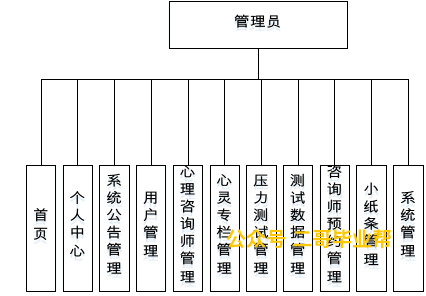 管理员
首页
个人中心
系统公告管理
用户管理
心理咨询师管理
心灵专栏管理
压力测试管理
测试数据管理
咨询师预约管理
小纸条管理
系统管理
公众号 二哥毕业帮